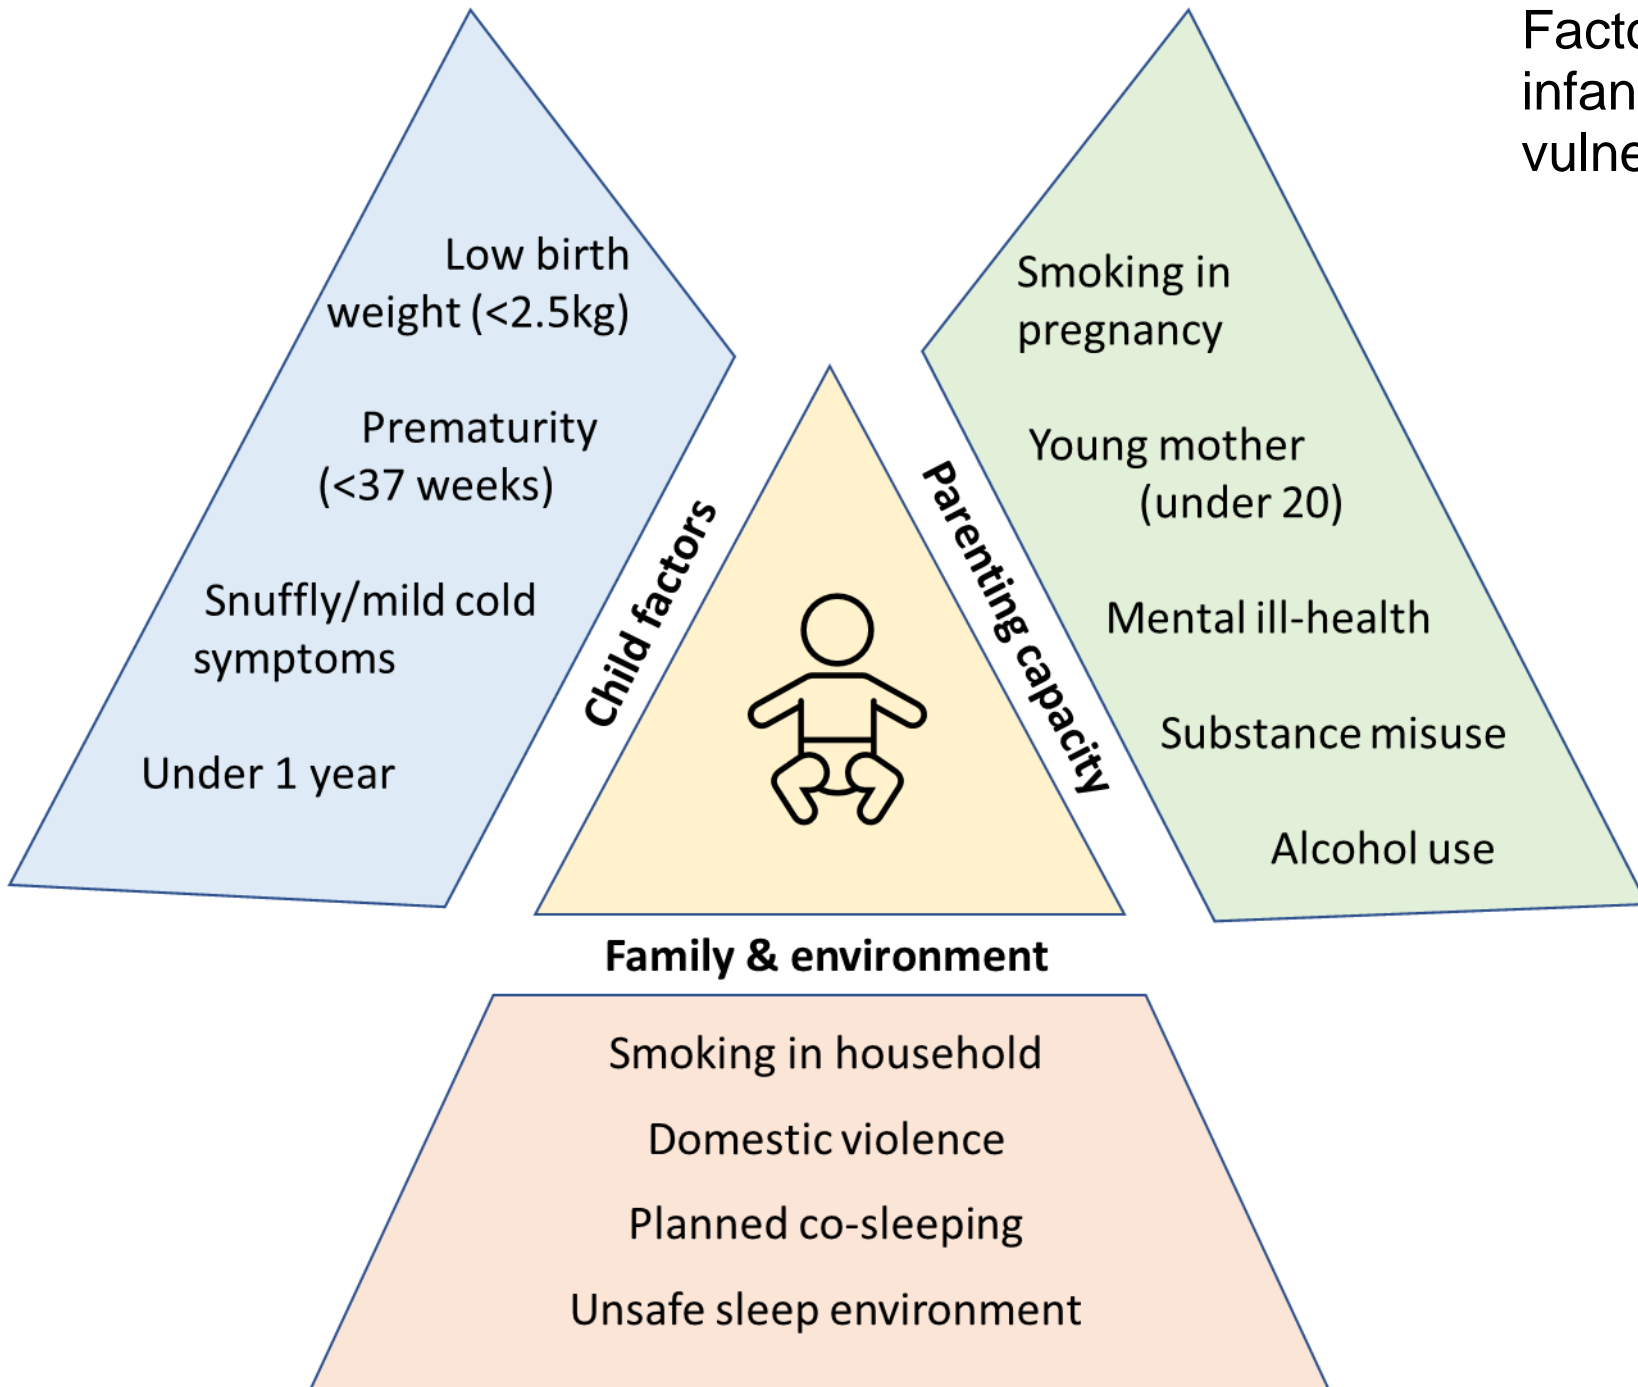 Low birth
weight (<2.5kg)
Prematurity
(<37 weeks)
Snuffly/mild cold
symptoms
Under 1 year
Child factors
Parenting capacity
Smoking in
pregnancy
Young mother
(under 20)
Mental ill-health
Substance misuse
Alcohol use
Family & environment
Smoking in household
Domestic violence
Planned co-sleeping
Unsafe sleep environment